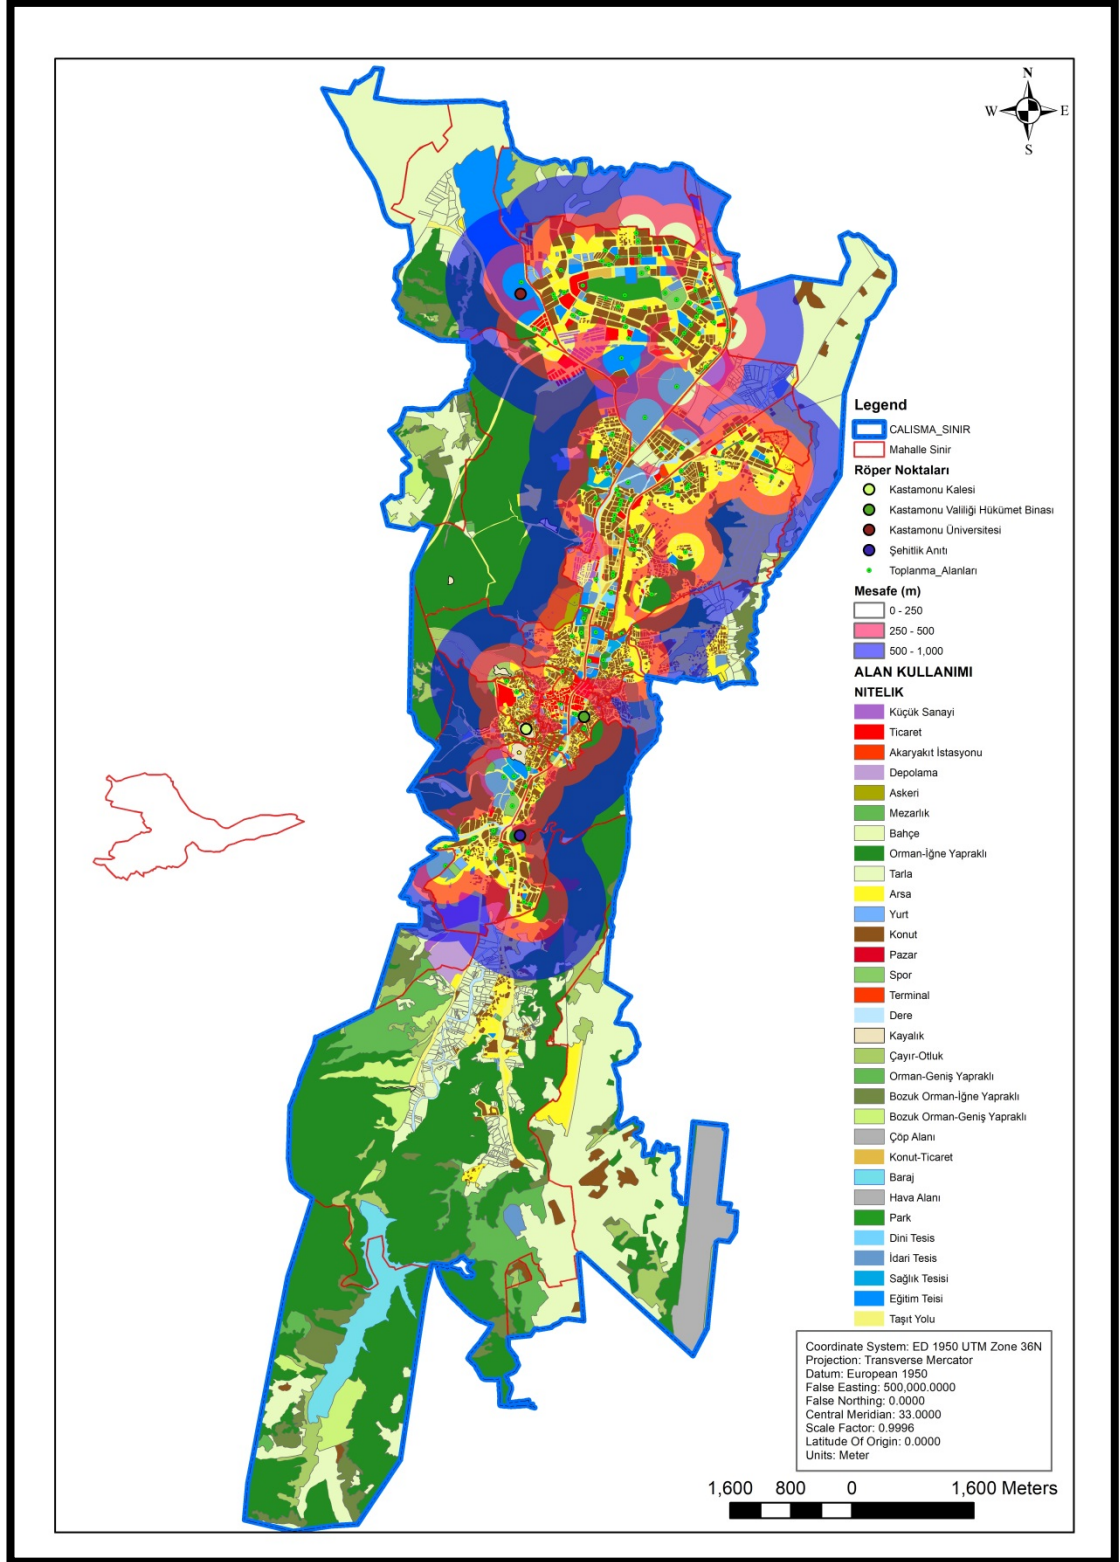 N
W E
S
Legend
CALISMA_SINIR
Mahalle Sinir
Röper Noktaları
Kastamonu Kalesi
Kastamonu Valiliği Hükümet Binası
Kastamonu Üniversitesi
Şehitlik Anıtı
Toplanma_Alanları
Mesafe (m)
0 - 250
250 - 500
500 - 1,000
ALAN KULLANIMI
NITELIK
Küçük Sanayi
Ticaret
Akaryakıt İstasyonu
Depolama
Askeri
Mezarlık
Bahçe
Orman-İğne Yapraklı
Tarla
Arsa
Yurt
Konut
Pazar
Spor
Terminal
Dere
Kayalık
Çayır-Otluk
Orman-Geniş Yapraklı
Bozuk Orman-İğne Yapraklı
Bozuk Orman-Geniş Yapraklı
Çöp Alanı
Konut-Ticaret
Baraj
Hava Alanı
Park
Dini Tesis
İdari Tesis
Sağlık Tesisi
Eğitim Teisi
Taşıt Yolu
Coordinate System: ED 1950 UTM Zone 36N
Projection: Transverse Mercator
Datum: European 1950
False Easting: 500,000.0000
False Northing: 0.0000
Central Meridian: 33.0000
Scale Factor: 0.9996
Latitude Of Origin: 0.0000
Units: Meter
1,600 800 0 1,600 Meters